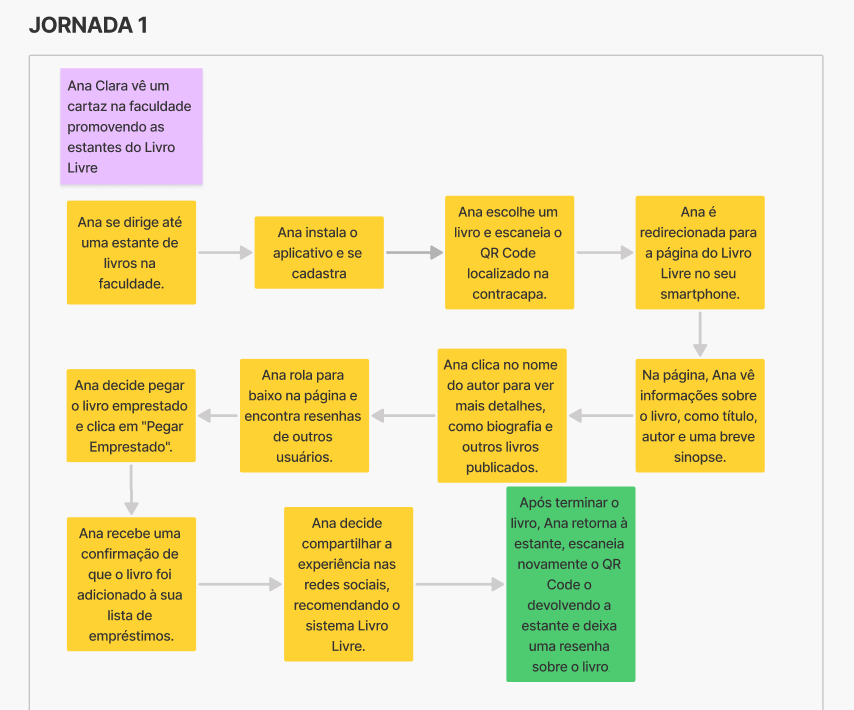 JORNADA 1
Ana Clara vê um
cartaz na faculdade
promovendo as
estantes do Livro
Livre
Ana se dirige até
uma estante de
livros na
faculdade.
Ana instala o
aplicativo e se
cadastra
Ana escolhe um
livro e escaneia o
QR Code
localizado na
contracapa.
Ana é
redirecionada para
a página do Livro
Livre no seu
smartphone.
Na página, Ana vê
informações sobre
o livro, como título,
autor e uma breve
sinopse.
Ana clica no nome
do autor para ver
mais detalhes,
como biografia e
outros livros
publicados.
Ana rola para
baixo na página e
encontra resenhas
de outros
usuários.
Ana decide pegar
o livro emprestado
e clica em "Pegar
Emprestado".
Ana recebe uma
confirmação de
que o livro foi
adicionado à sua
lista de
empréstimos.
Ana decide
compartilhar a
experiência nas
redes sociais,
recomendando o
sistema Livro
Livre.
Após terminar o
livro, Ana retorna à
estante, escaneia
novamente o QR
Code o
devolvendo a
estante e deixa
uma resenha
sobre o livro